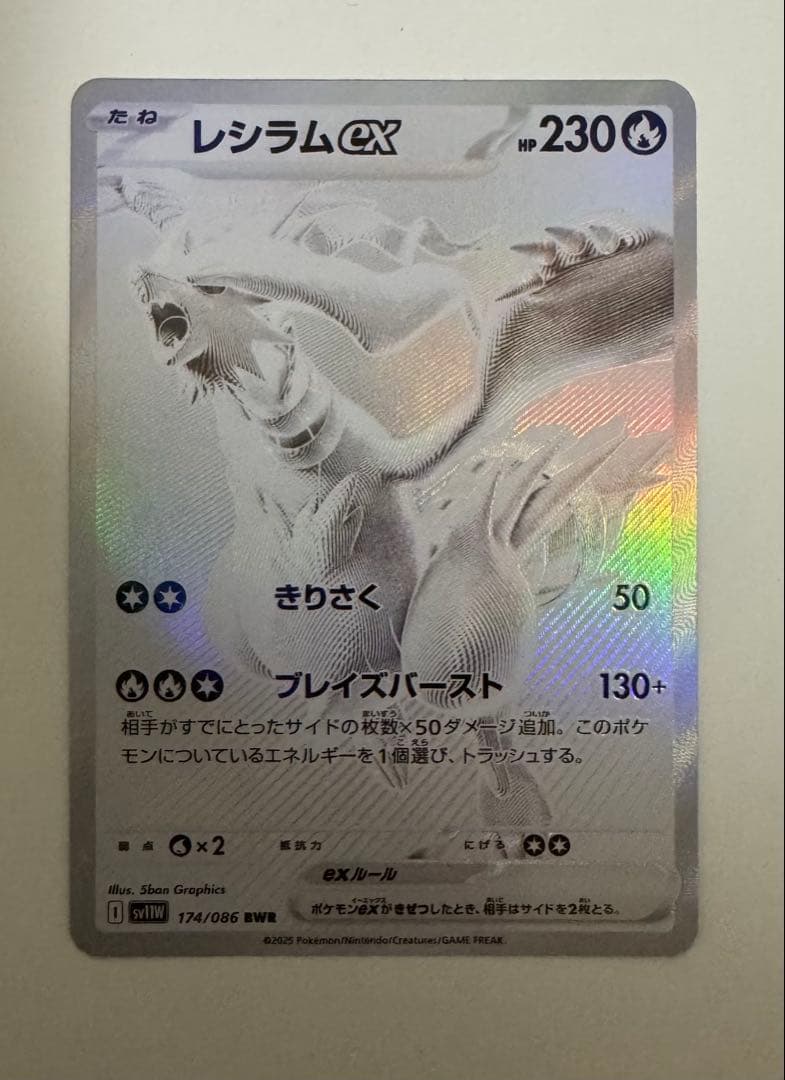 たね
レシラムex
HP230
きりさく 50
ブレイズバースト 130+
相手がすでにとったサイドの枚数×50ダメージ追加。このポケ
モンについているエネルギーを1個選び、トラッシュする。
弱点 ×2 抵抗力 にげる
exルール
ポケモンexがきぜつしたとき、相手はサイドを2枚とる。
Illus. 5ban Graphics
I sv11W 174/086 BWR
©2025 Pokémon/Nintendo/Creatures/GAME FREAK.